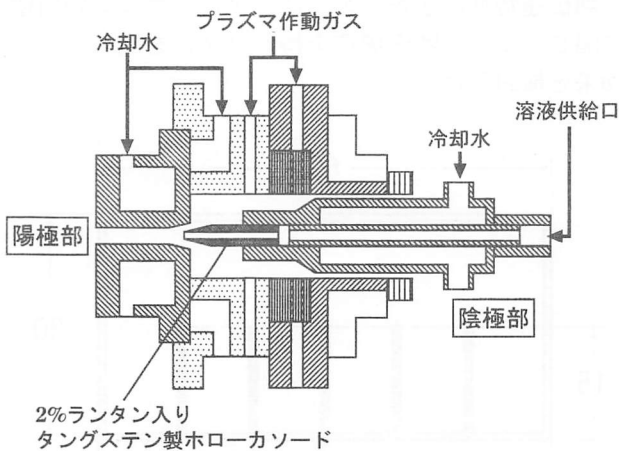 プラズマ作動ガス
冷却水
溶液供給口
冷却水
陽極部
陰極部
2%ランタン入り
タングステン製ホローカソード